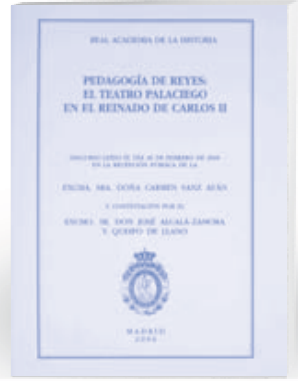 REAL ACADEMIA DE LA HISTORIA
PEDAGOGÍA DE REYES:
EL TEATRO PALACIEGO
EN EL REINADO DE CARLOS II
DISCURSO LEÍDO EL DÍA DE FEBRERO DE
EN LA RECEPCIÓN PÚBLICA DE LA
EXCMA. SRA. DOÑA CARMEN SANZ AYÁN
Y CONTESTACIÓN POR EL
EXCMO. SR. DON JOSÉ ALCALÁ-ZAMORA
Y QUEIPO DE LLANO
MADRID